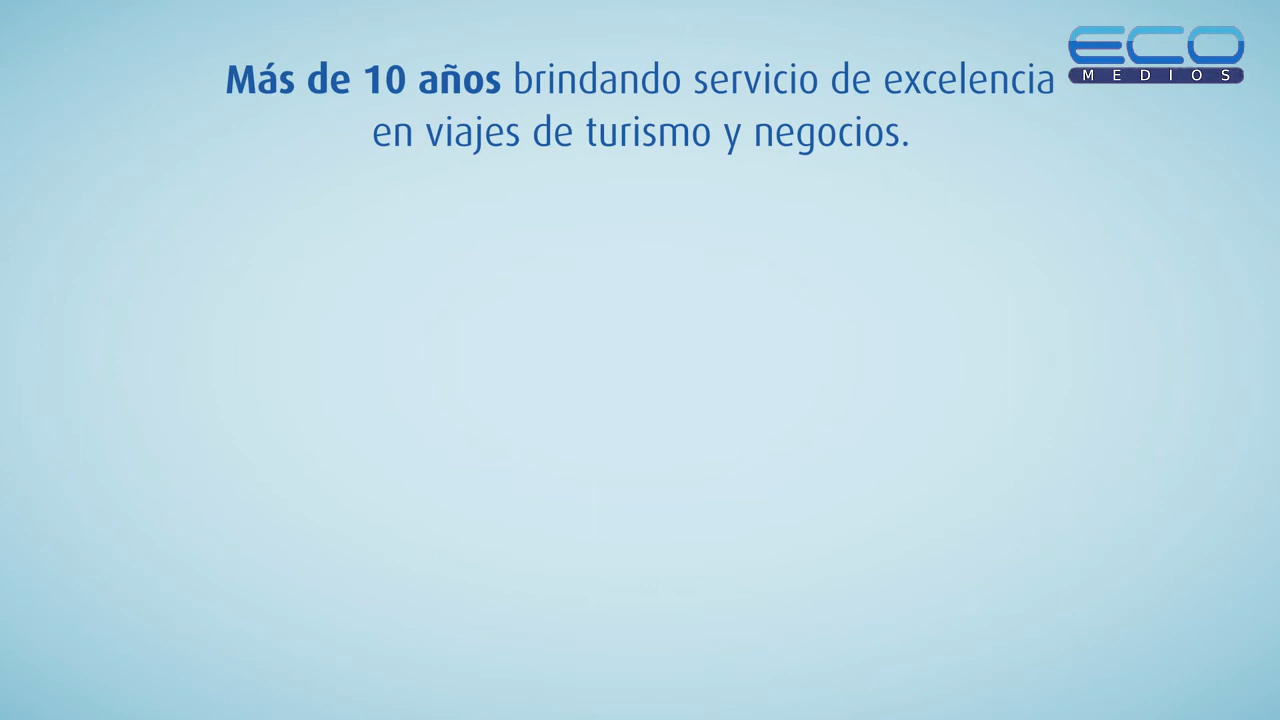 Más de 10 años brindando servicio de excelencia
en viajes de turismo y negocios.
ECO
MEDIOS